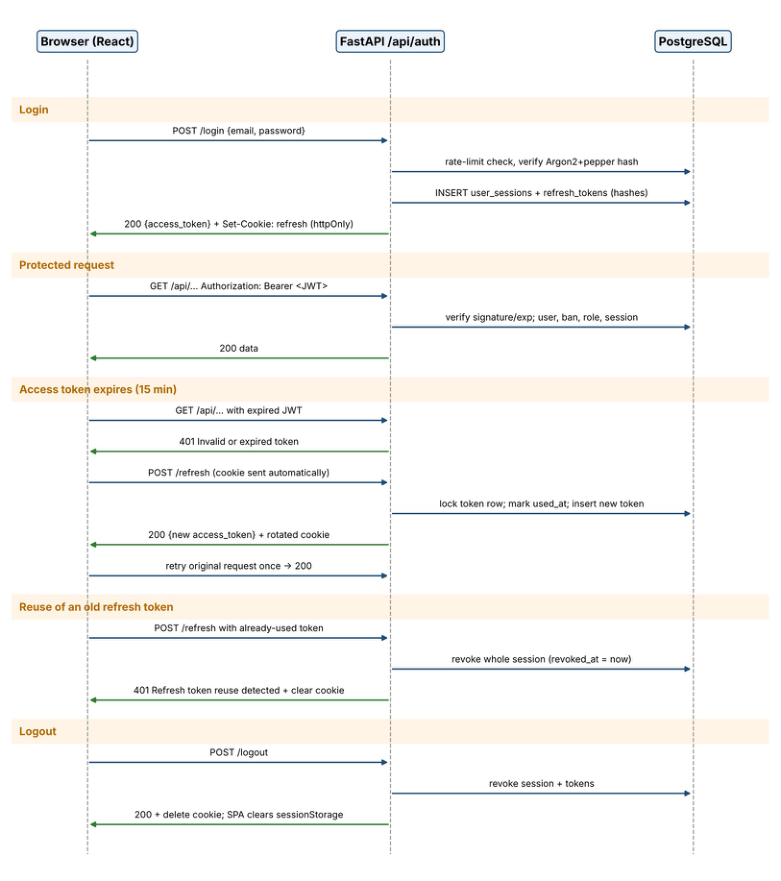 Browser (React)
FastAPI /api/auth
PostgreSQL
Login
POST /login {email, password}
rate-limit check, verify Argon2+pepper hash
INSERT user_sessions + refresh_tokens (hashes)
200 {access_token} + Set-Cookie: refresh (httpOnly)
Protected request
GET /api/... Authorization: Bearer <JWT>
verify signature/exp; user, ban, role, session
200 data
Access token expires (15 min)
GET /api/... with expired JWT
401 Invalid or expired token
POST /refresh (cookie sent automatically)
lock token row; mark used_at; insert new token
200 {new access_token} + rotated cookie
retry original request once → 200
Reuse of an old refresh token
POST /refresh with already-used token
revoke whole session (revoked_at = now)
401 Refresh token reuse detected + clear cookie
Logout
POST /logout
revoke session + tokens
200 + delete cookie; SPA clears sessionStorage